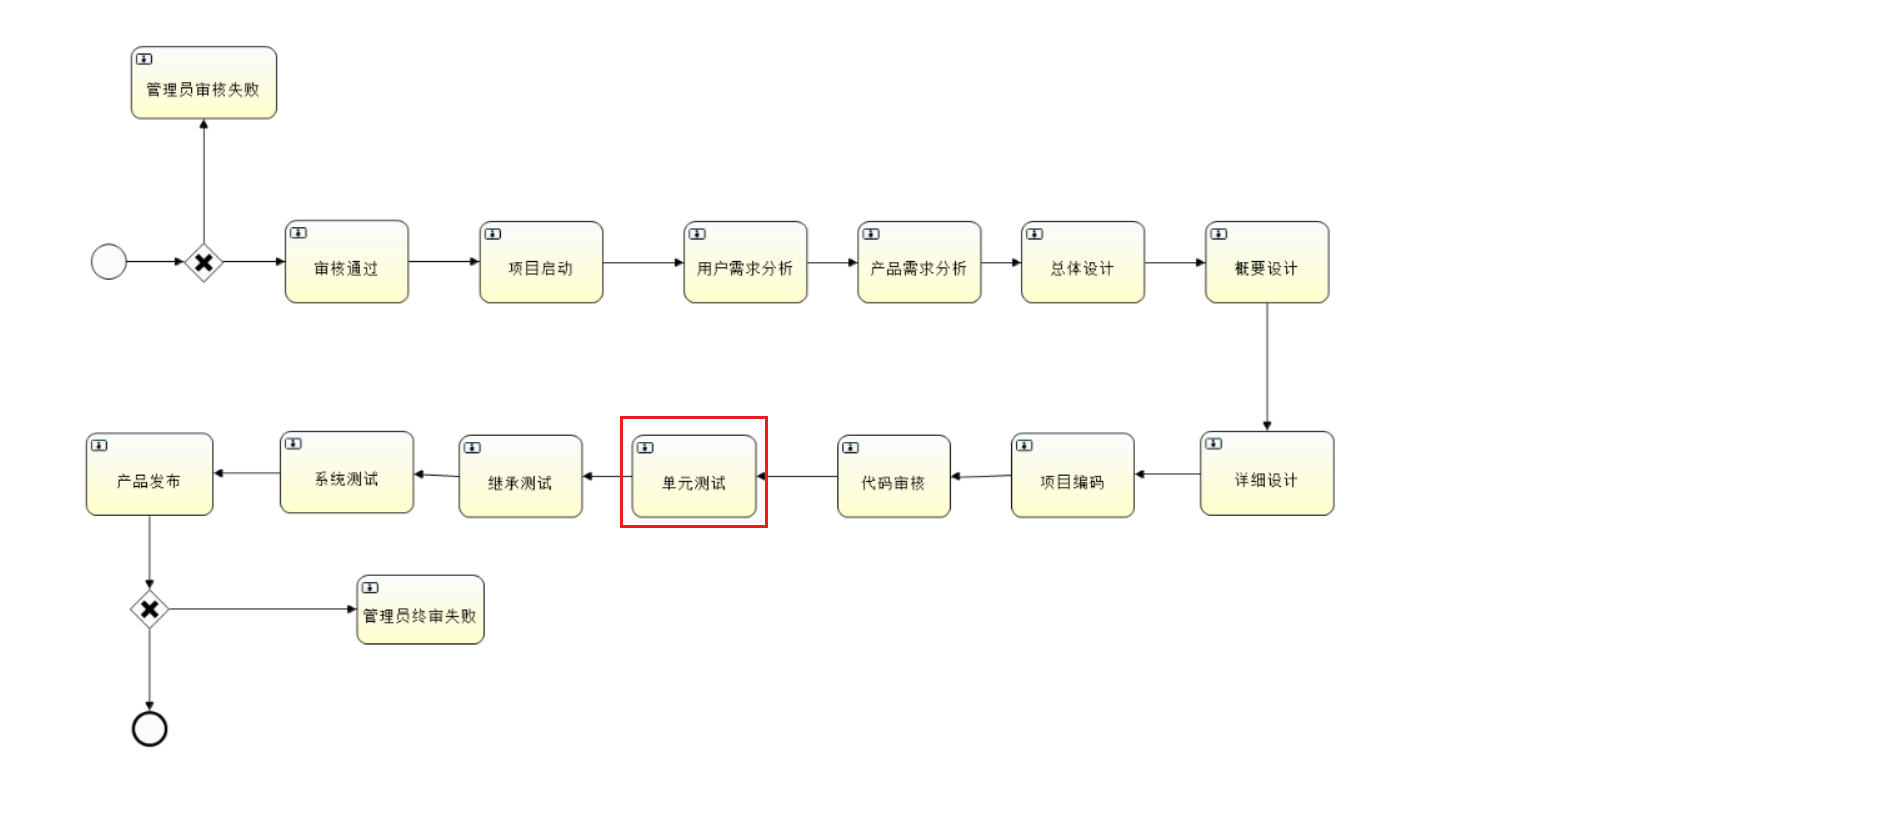 管理员审核失败
审核通过
项目启动
用户需求分析
产品需求分析
总体设计
概要设计
产品发布
系统测试
继承测试
单元测试
代码审核
项目编码
详细设计
管理员终审失败